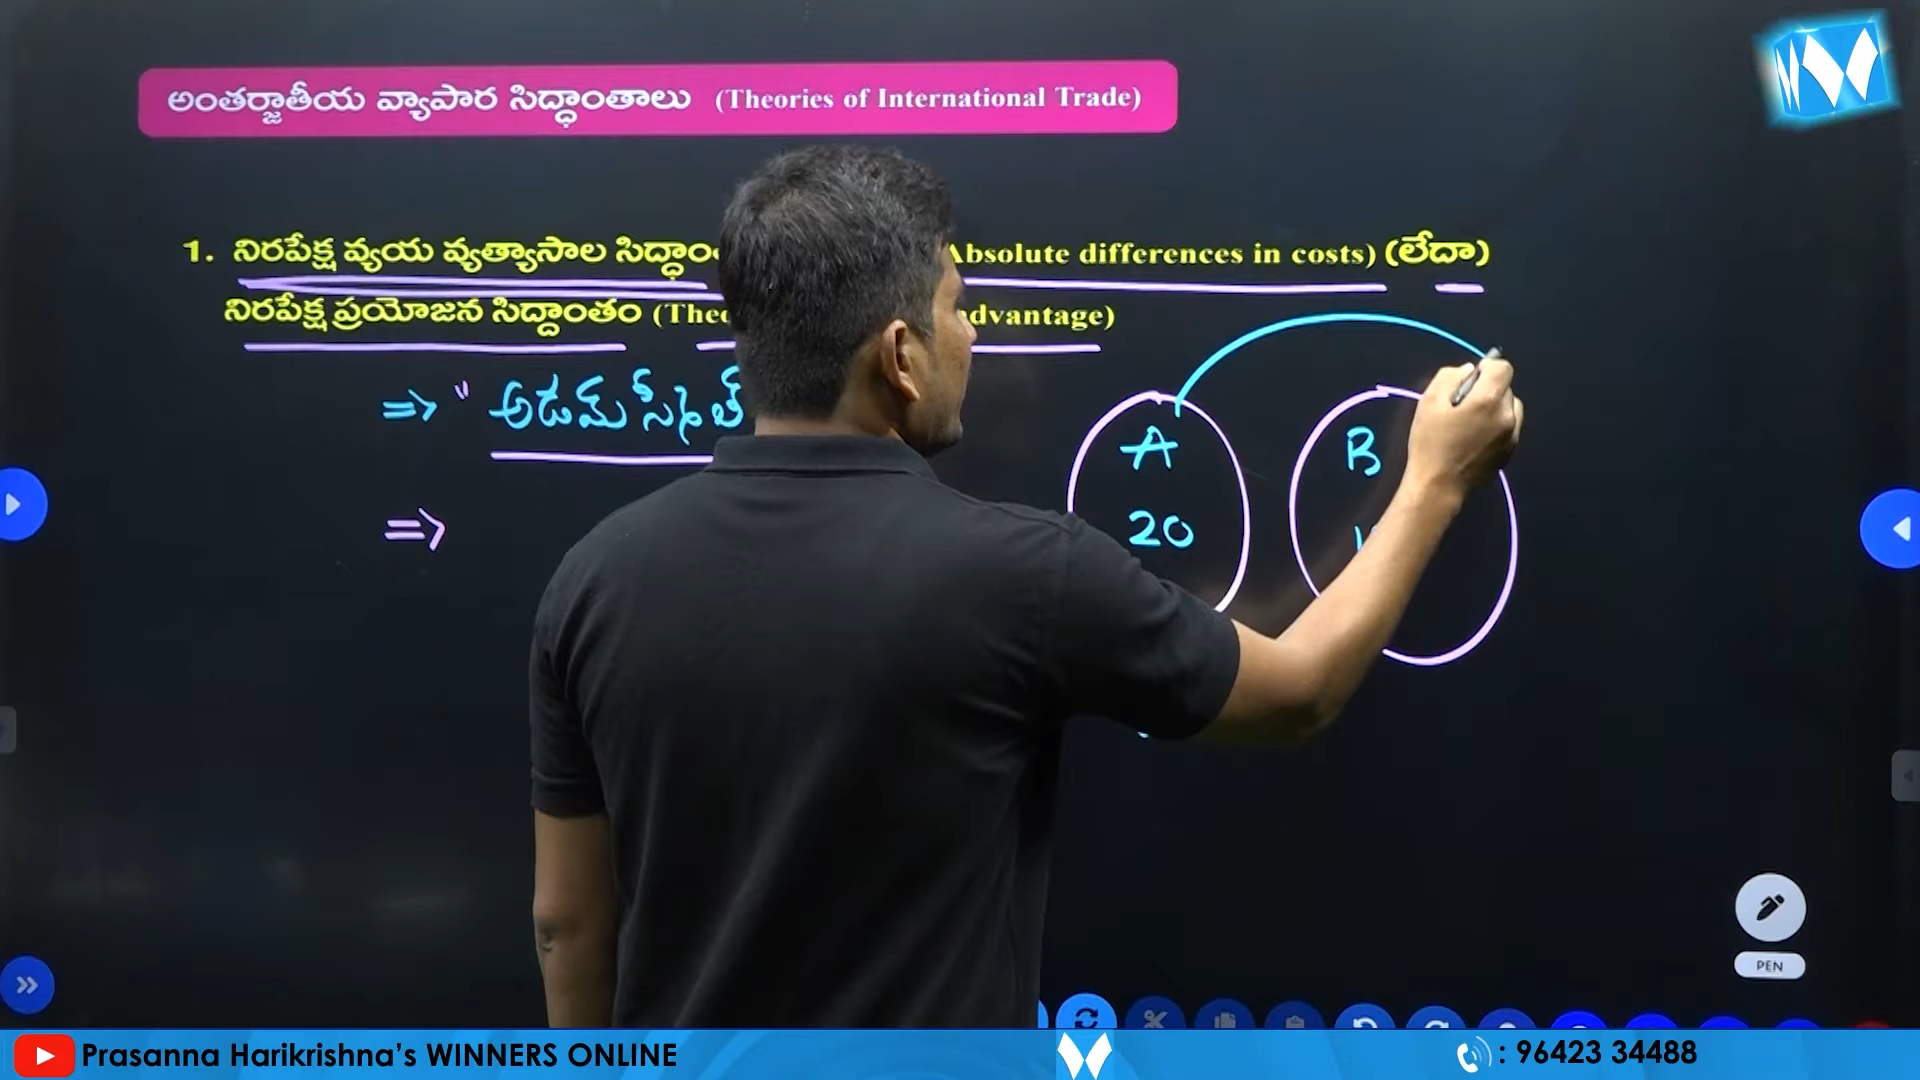 అంతర్జాతీయ వ్యాపార సిద్ధాంతాలు (Theories of International Trade)
1. నిరపేక్ష వ్యయ వ్యత్యాసాల Absolute differences in costs) (లేదా)
నిరపేక్ష ప్రయోజన సిద్దాంతం (Theo dvantage)
=> " అడమ్ స్మిత్
A B
=> 20
PEN
Prasanna Harikrishna's WINNERS ONLINE
: 96423 34488